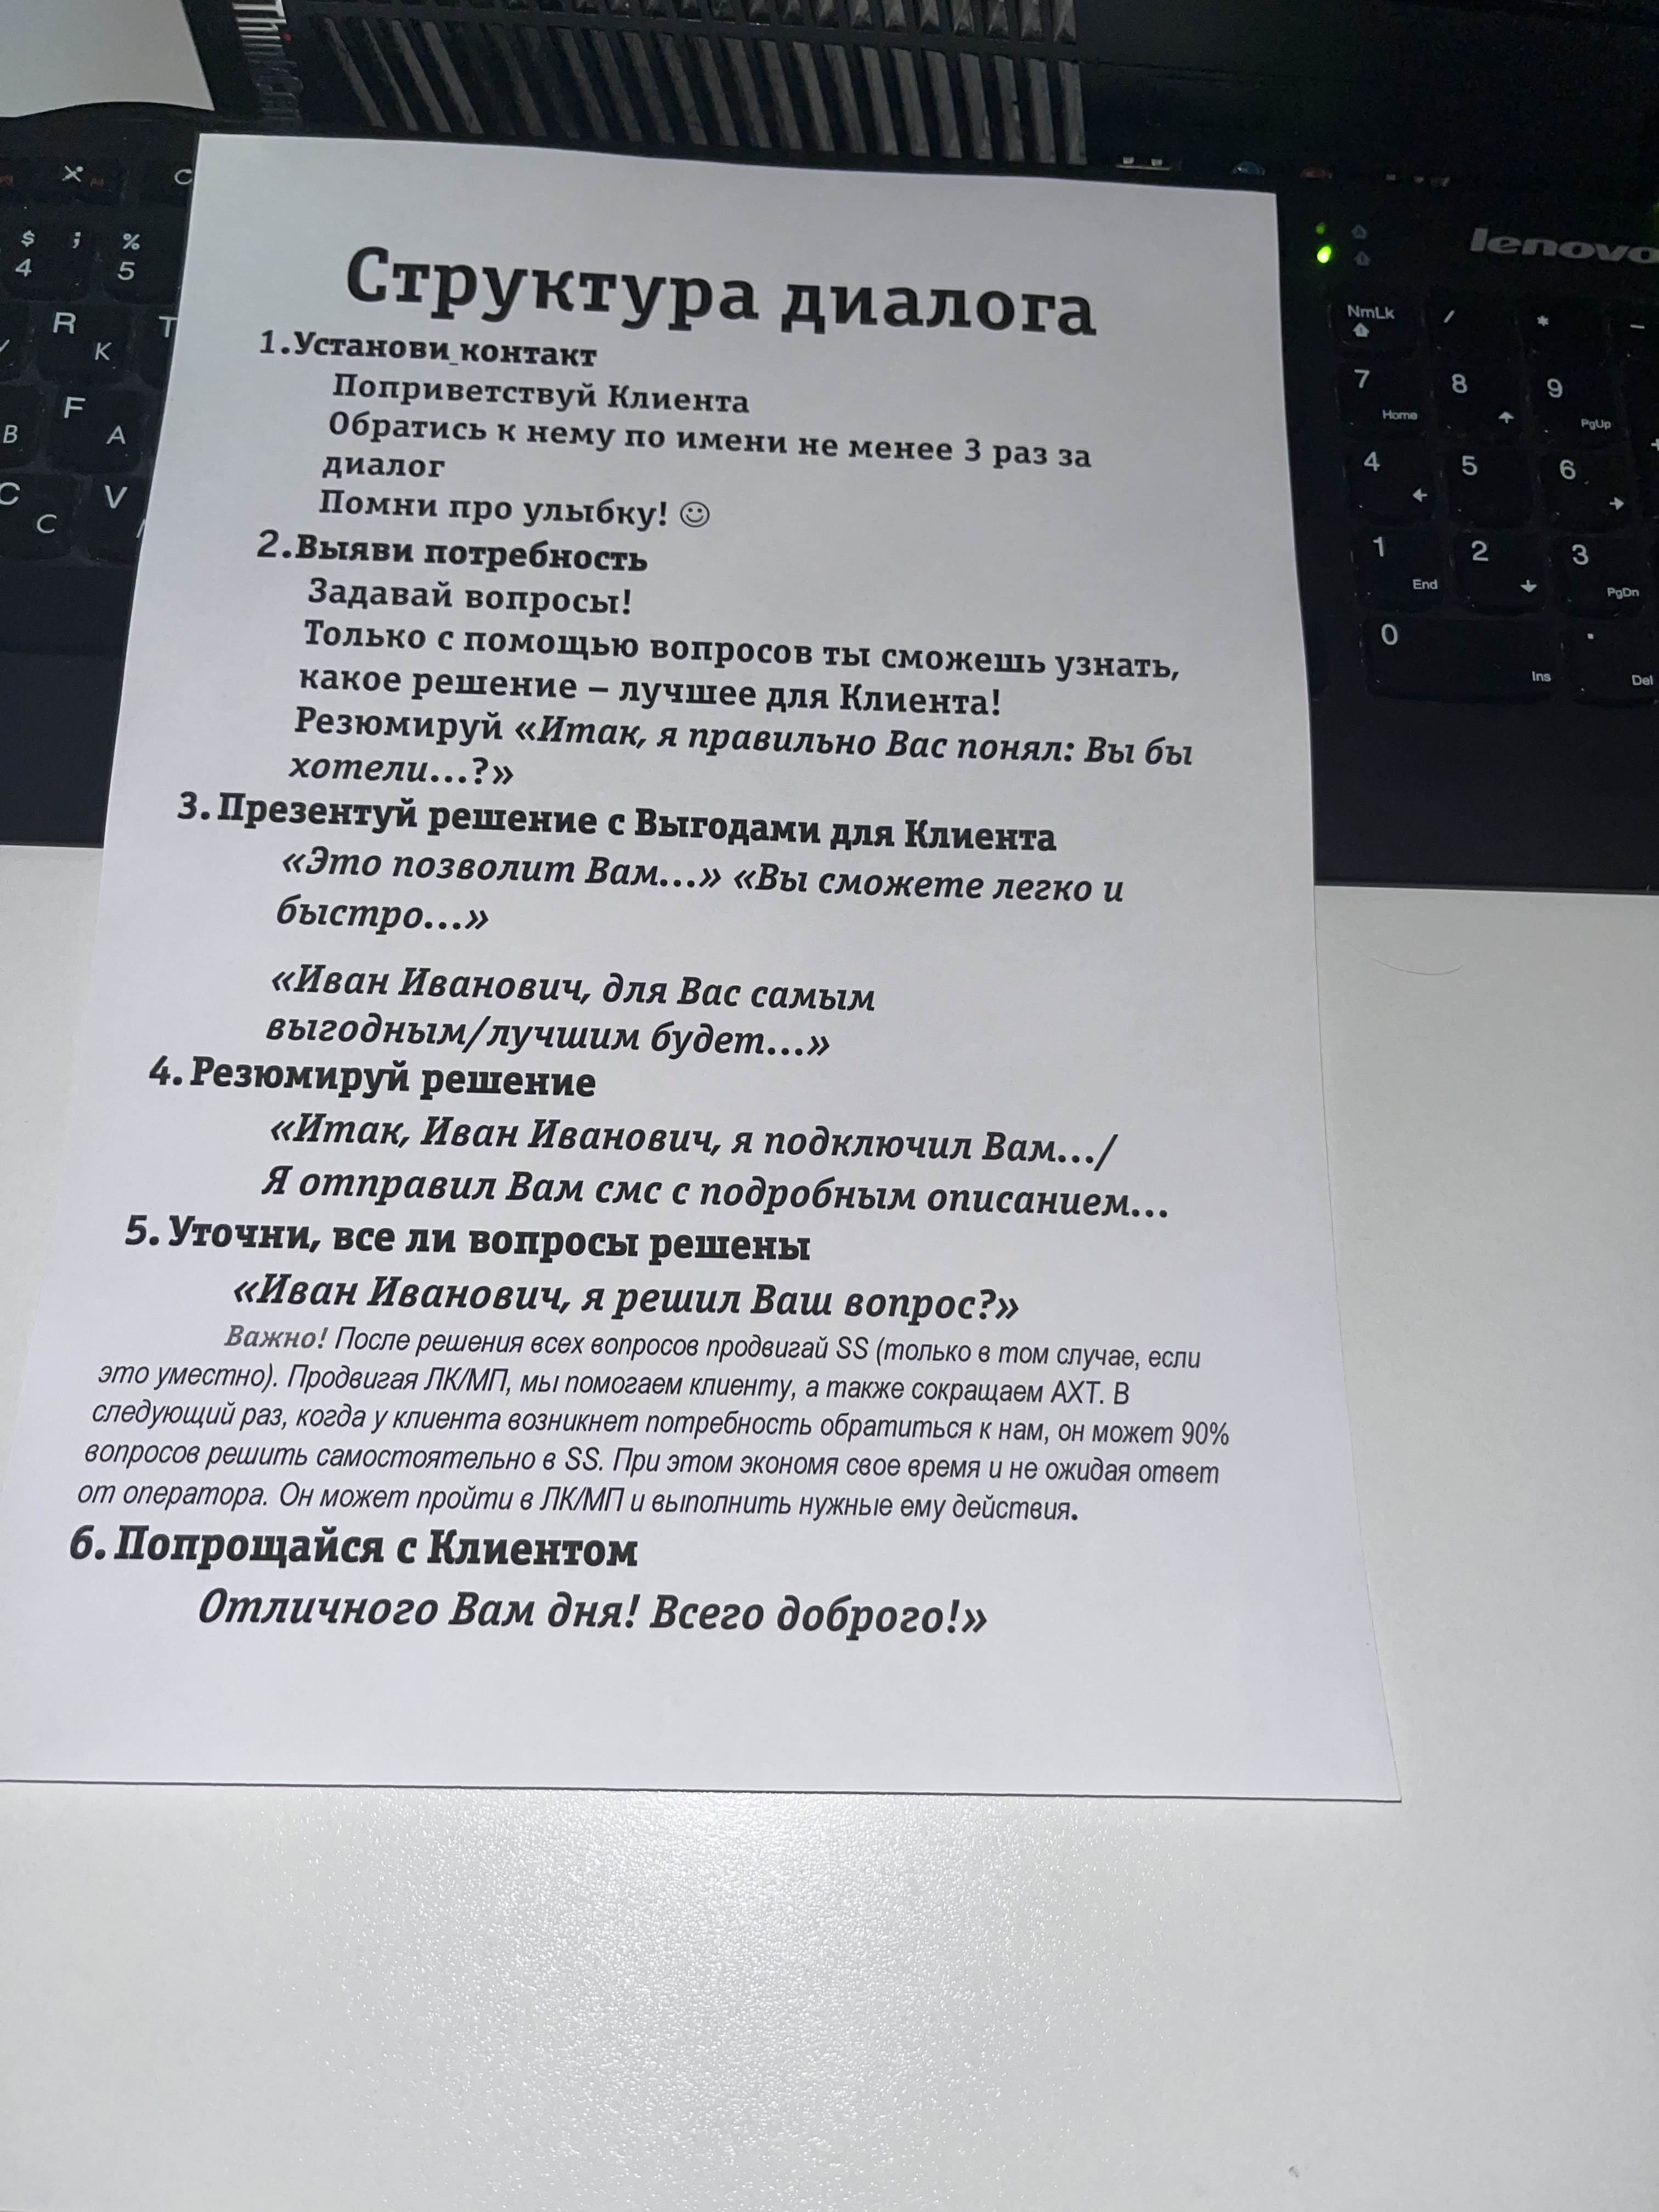 Структура диалога
1.Установи контакт
Поприветствуй Клиента
Обратись к нему по имени не менее 3 раз за
диалог
Помни про улыбку! ☺
2.Выяви потребность
Задавай вопросы!
Только с помощью вопросов ты сможешь узнать,
какое решение – лучшее для Клиента!
Резюмируй «Итак, я правильно Вас понял: Вы бы
хотели...?»
3. Презентуй решение с Выгодами для Клиента
«Это позволит Вам...» «Вы сможете легко и
быстро...»
«Иван Иванович, для Вас самым
выгодным/лучшим будет...»
4. Резюмируй решение
«Итак, Иван Иванович, я подключил Вам.../
Я отправил Вам смс с подробным описанием...
5. Уточни, все ли вопросы решены
«Иван Иванович, я решил Ваш вопрос?»
Важно! После решения всех вопросов продвигай SS (только в том случае, если
это уместно). Продвигая ЛК/МП, мы помогаем клиенту, а также сокращаем АХТ. В
следующий раз, когда у клиента возникнет потребность обратиться к нам, он может 90%
вопросов решить самостоятельно в SS. При этом экономя свое время и не ожидая ответ
от оператора. Он может пройти в ЛК/МП и выполнить нужные ему действия.
6. Попрощайся с Клиентом
Отличного Вам дня! Всего доброго!»
lenovo
NmLk / * -
7 Home 8 9 PgUp
4 5 6
1 End 2 3 PgDn
0 Ins . Del
$ ; %
4 5
R K T
F A
B
C C V